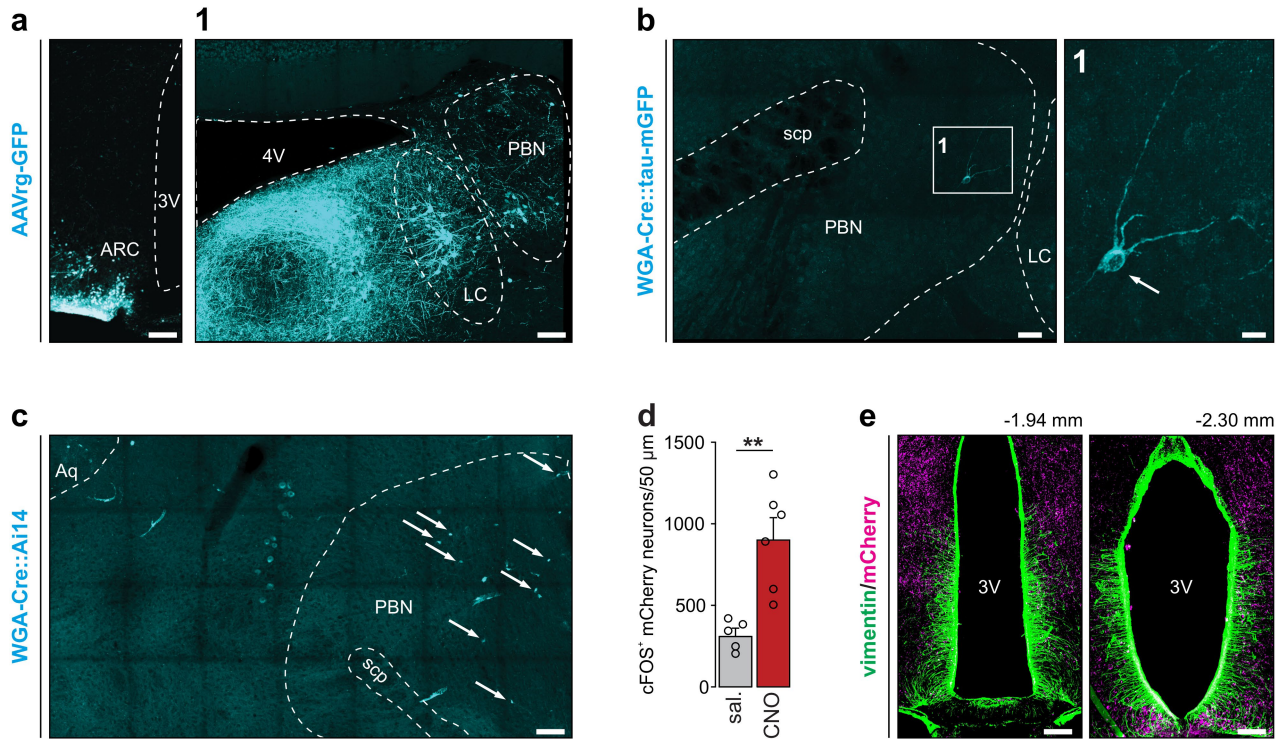 a
1
AAVrg-GFP
3V
ARC
4V
PBN
LC
b
WGA-Cre::tau-mGFP
scp
1
PBN
LC
1
c
WGA-Cre::Ai14
Aq
PBN
scp
d
cFOS+ mCherry neurons/50 µm
1500
1000
500
0
**
sal.
CNO
e
-1.94 mm
-2.30 mm
vimentin/mCherry
3V
3V